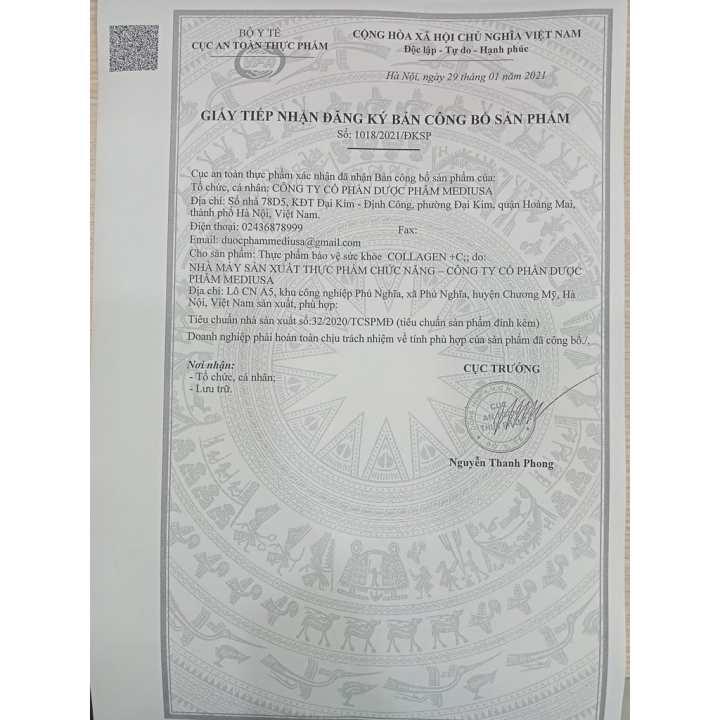 BỘ Y TẾ
CỤC AN TOÀN THỰC PHẨM
VFA
CỘNG HÒA XÃ HỘI CHỦ NGHĨA VIỆT NAM
Độc lập - Tự do - Hạnh phúc
Hà Nội, ngày 29 tháng 01 năm 2021
GIẤY TIẾP NHẬN ĐĂNG KÝ BẢN CÔNG BỐ SẢN PHẨM
Số: 1018/2021/ĐKSP
Cục an toàn thực phẩm xác nhận đã nhận Bản công bố sản phẩm của:
Tổ chức, cá nhân: CÔNG TY CỔ PHẦN DƯỢC PHẨM MEDIUSA
Địa chỉ: Số nhà 78D5, KĐT Đại Kim - Định Công, phường Đại Kim, quận Hoàng Mai,
thành phố Hà Nội, Việt Nam.
Điện thoại: 02436878999 Fax:
Email: duocphammediusa@gmail.com
Cho sản phẩm: Thực phẩm bảo vệ sức khỏe COLLAGEN +C;; do:
NHÀ MÁY SẢN XUẤT THỰC PHẨM CHỨC NĂNG – CÔNG TY CỔ PHẦN DƯỢC
PHẨM MEDIUSA
Địa chỉ: Lô CN A5, khu công nghiệp Phú Nghĩa, xã Phú Nghĩa, huyện Chương Mỹ, Hà
Nội, Việt Nam sản xuất, phù hợp:
Tiêu chuẩn nhà sản xuất số:32/2020/TCSPMĐ (tiêu chuẩn sản phẩm đính kèm)
Doanh nghiệp phải hoàn toàn chịu trách nhiệm về tính phù hợp của sản phẩm đã công bố./.
Nơi nhận:
- Tổ chức, cá nhân;
- Lưu trữ.
CỤC TRƯỞNG
CỤC
AN
Nguyễn Thanh Phong